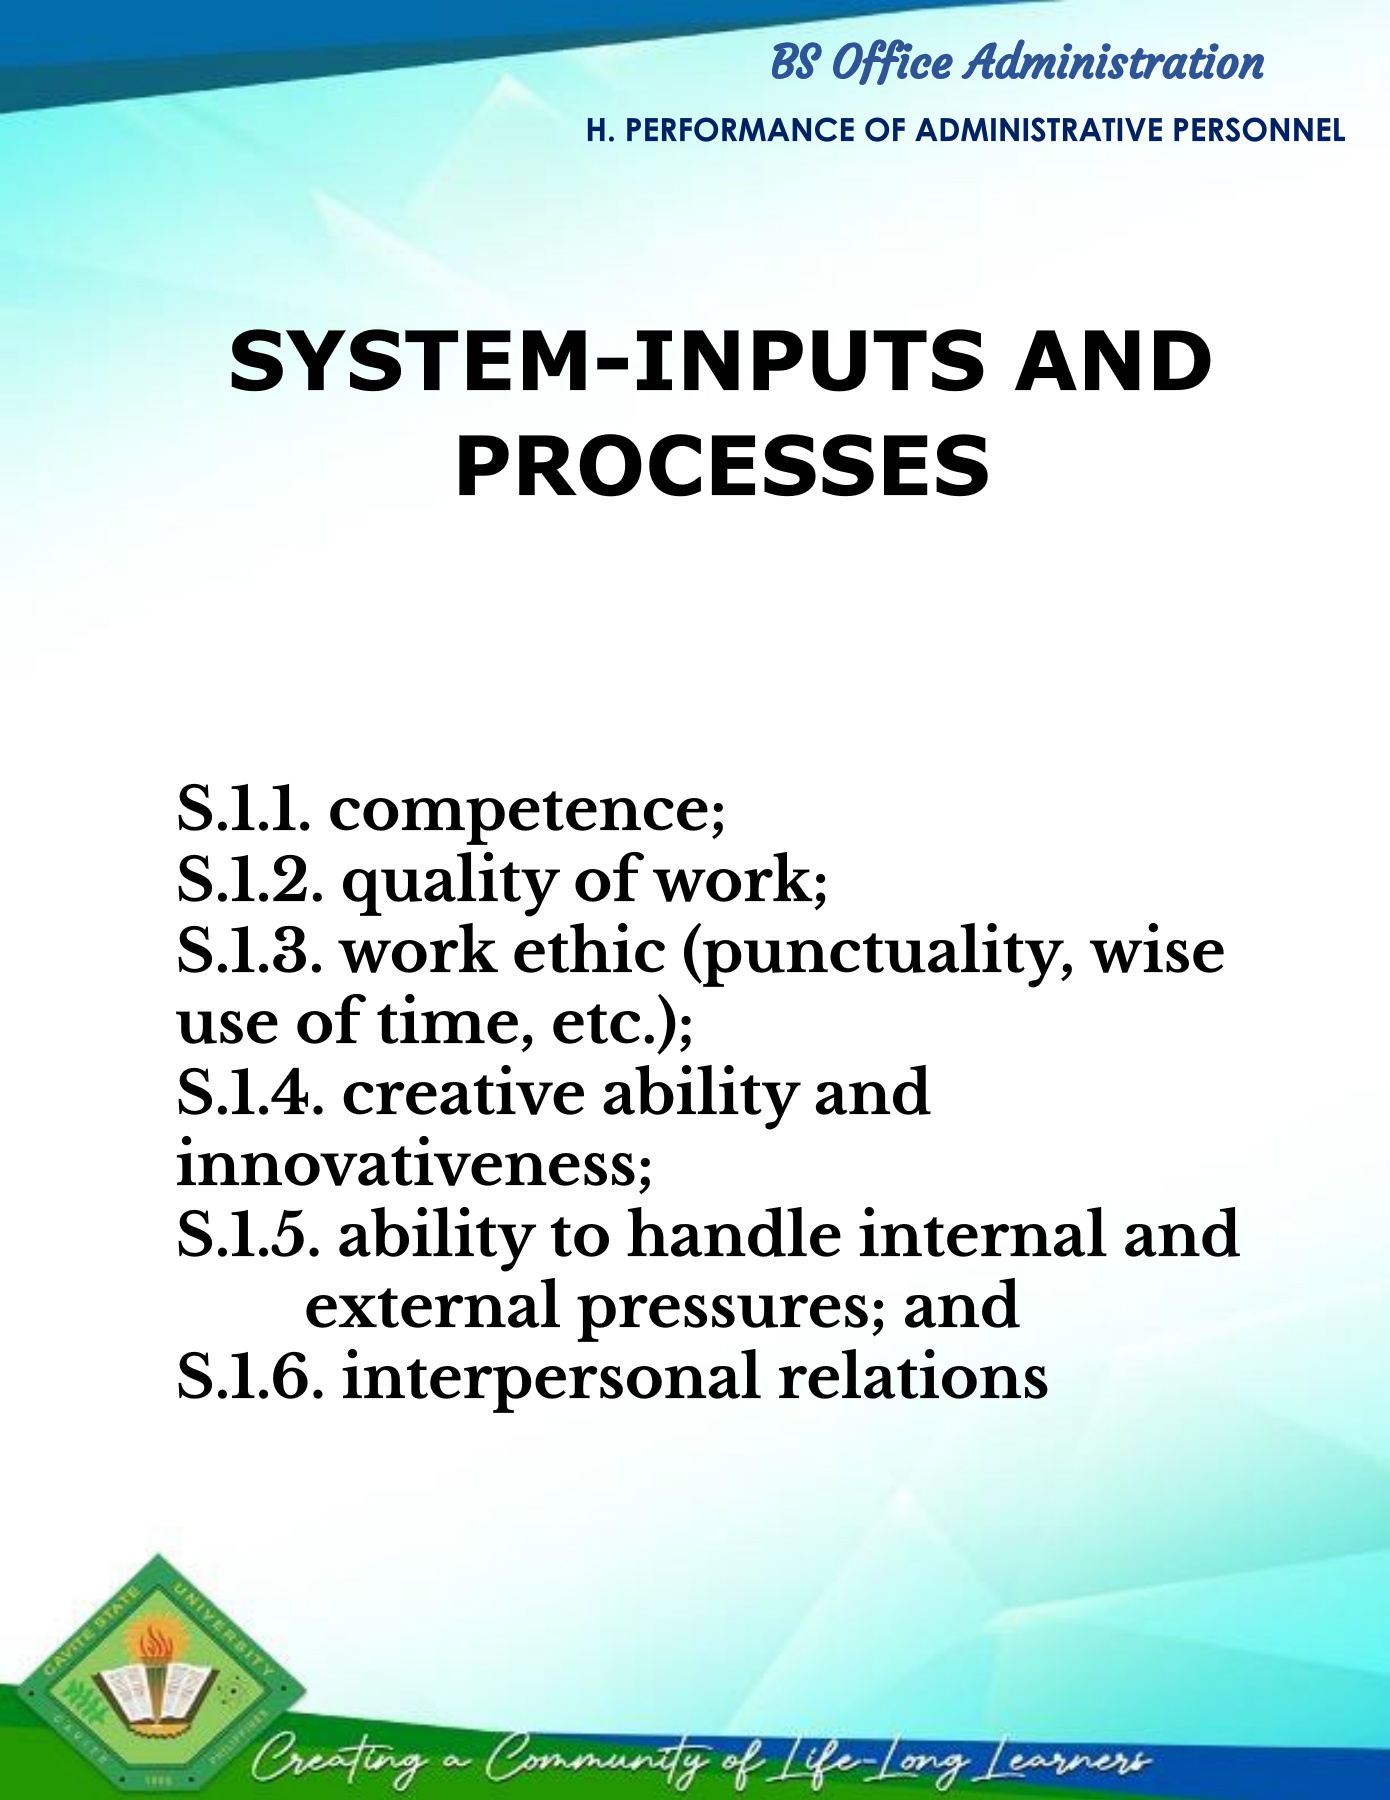 BS Office Administration
H. PERFORMANCE OF ADMINISTRATIVE PERSONNEL
SYSTEM-INPUTS AND
PROCESSES
S.1.1. competence;
S.1.2. quality of work;
S.1.3. work ethic (punctuality, wise
use of time, etc.);
S.1.4. creative ability and
innovativeness;
S.1.5. ability to handle internal and
external pressures; and
S.1.6. interpersonal relations
CAVITE STATE UNIVERSITY
CAVITE
PHILIPPINES
Creating a Community of Life-Long Learners